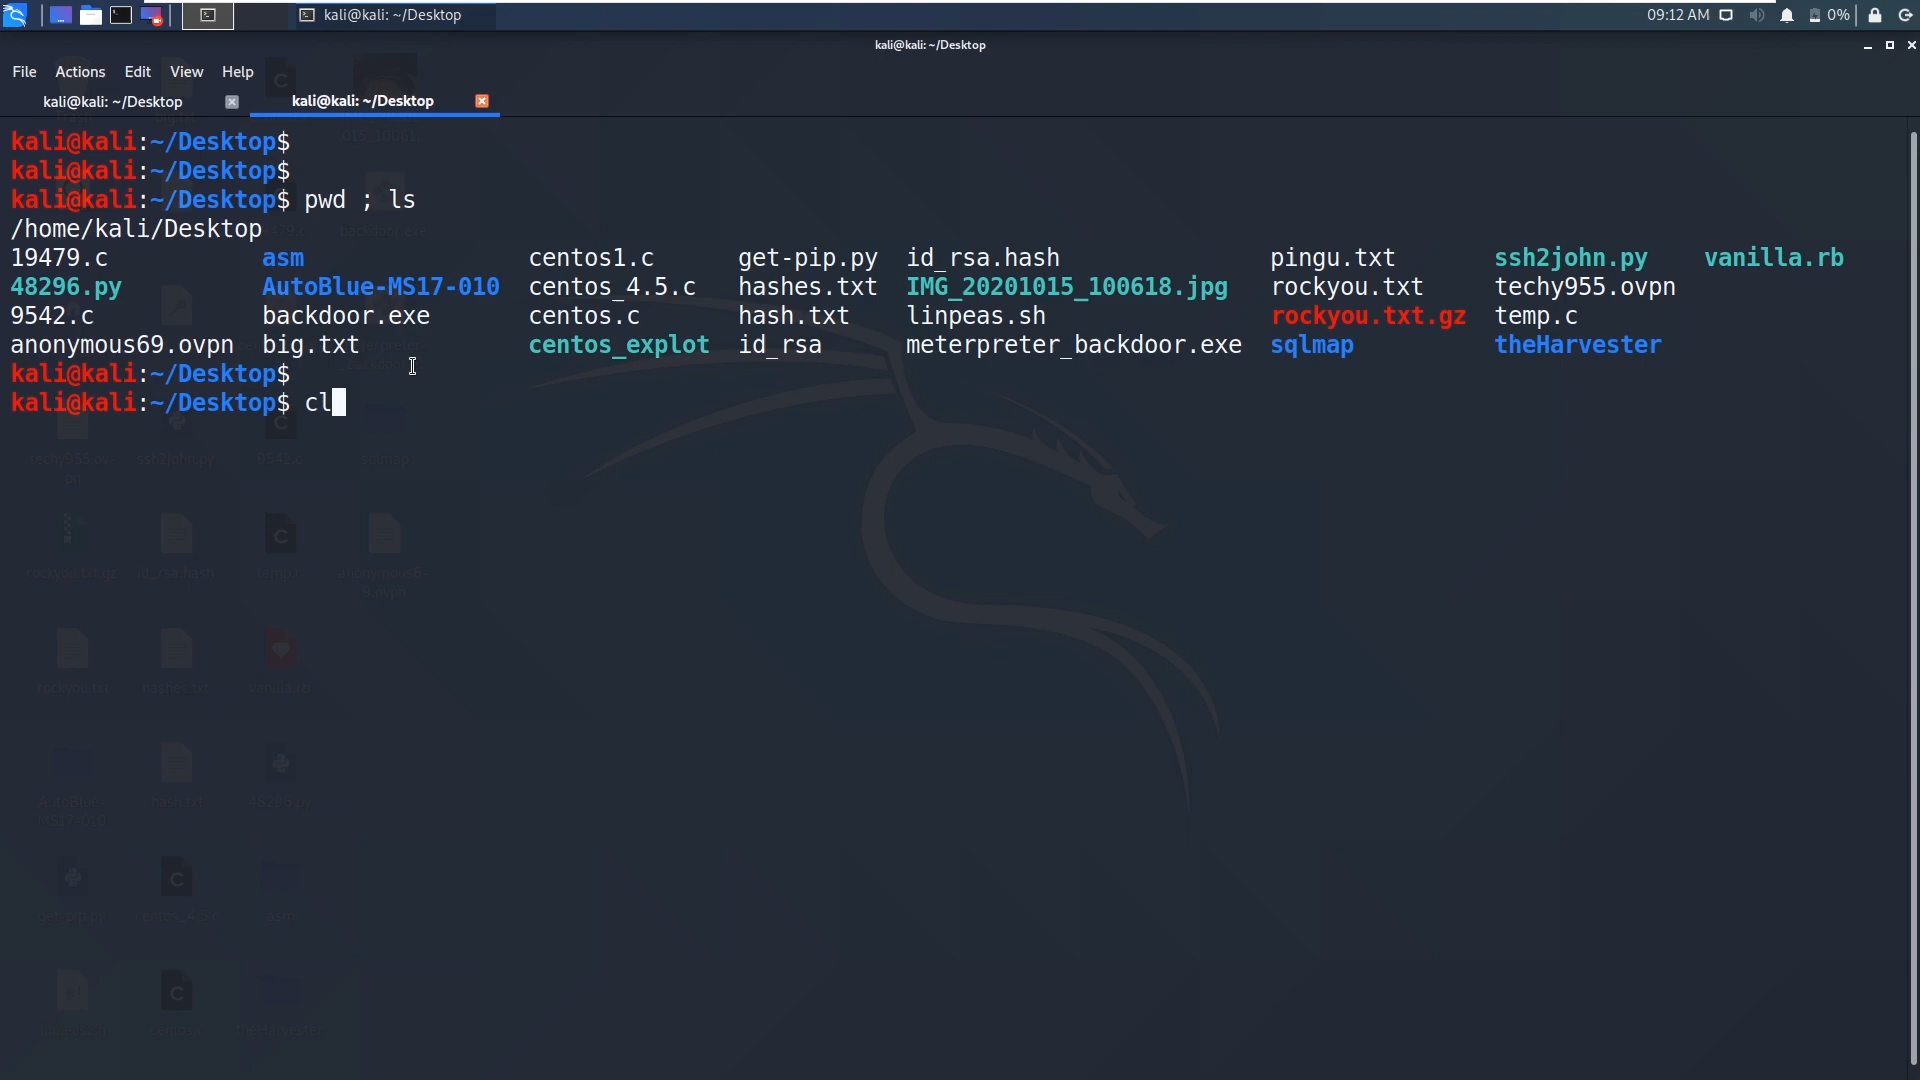 kali@kali: ~/Desktop
09:12 AM
0%
kali@kali: ~/Desktop
File Actions Edit View Help
kali@kali: ~/Desktop kali@kali: ~/Desktop
kali@kali:~/Desktop$
kali@kali:~/Desktop$
kali@kali:~/Desktop$ pwd ; ls
/home/kali/Desktop
19479.c asm centos1.c get-pip.py id_rsa.hash pingu.txt ssh2john.py vanilla.rb
48296.py AutoBlue-MS17-010 centos_4.5.c hashes.txt IMG_20201015_100618.jpg rockyou.txt techy955.ovpn
9542.c backdoor.exe centos.c hash.txt linpeas.sh rockyou.txt.gz temp.c
anonymous69.ovpn big.txt centos_explot id_rsa meterpreter_backdoor.exe sqlmap theHarvester
kali@kali:~/Desktop$
kali@kali:~/Desktop$ cl